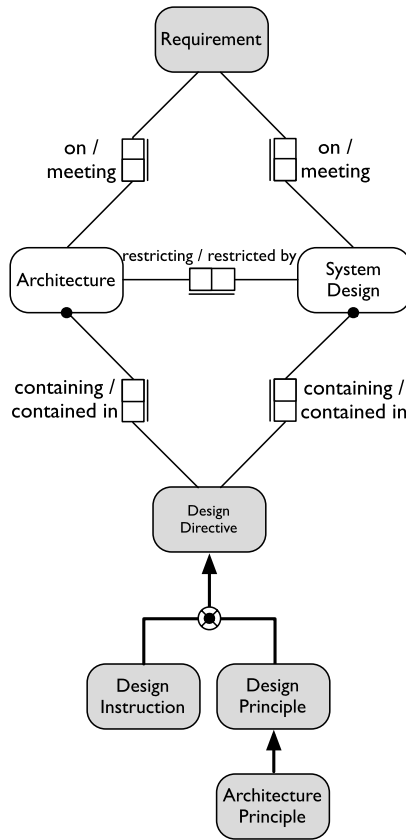 Requirement
on /
meeting
on /
meeting
restricting / restricted by
Architecture
System
Design
containing /
contained in
containing /
contained in
Design
Directive
Design
Instruction
Design
Principle
Architecture
Principle